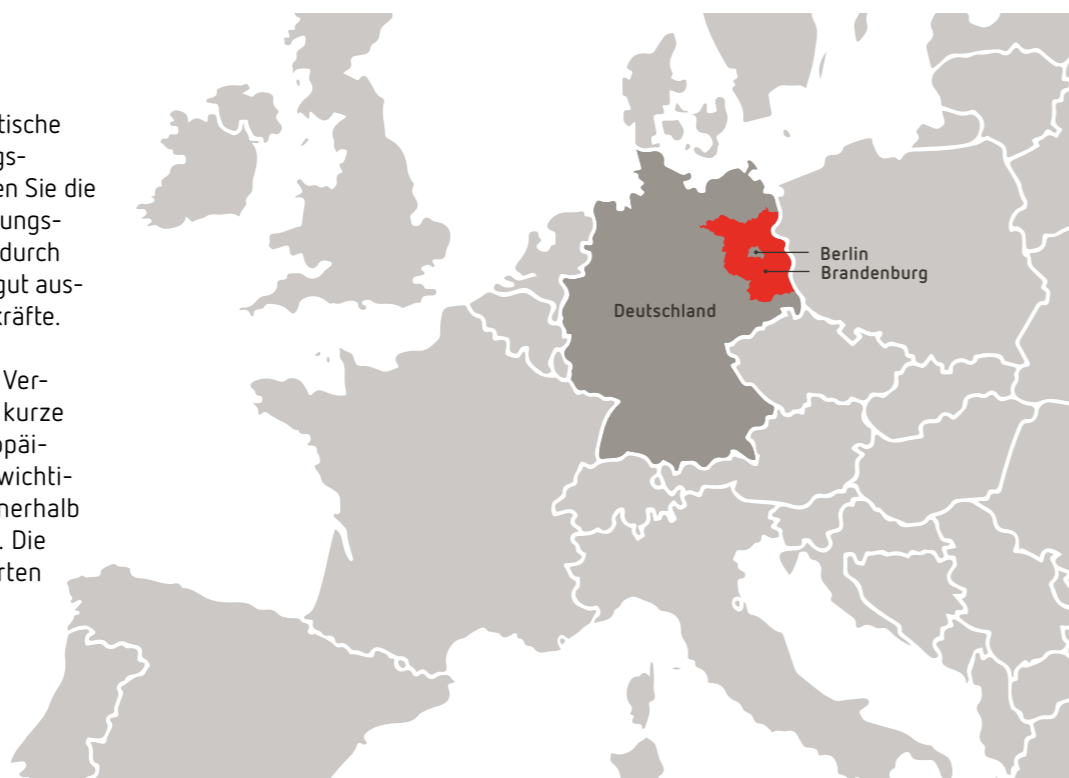 tische
gs-
en Sie die
ungs-
durch
gut aus-
kräfte.
Ver-
kurze
opäi-
wichti-
nerhalb
. Die
rten
Berlin
Brandenburg
Deutschland